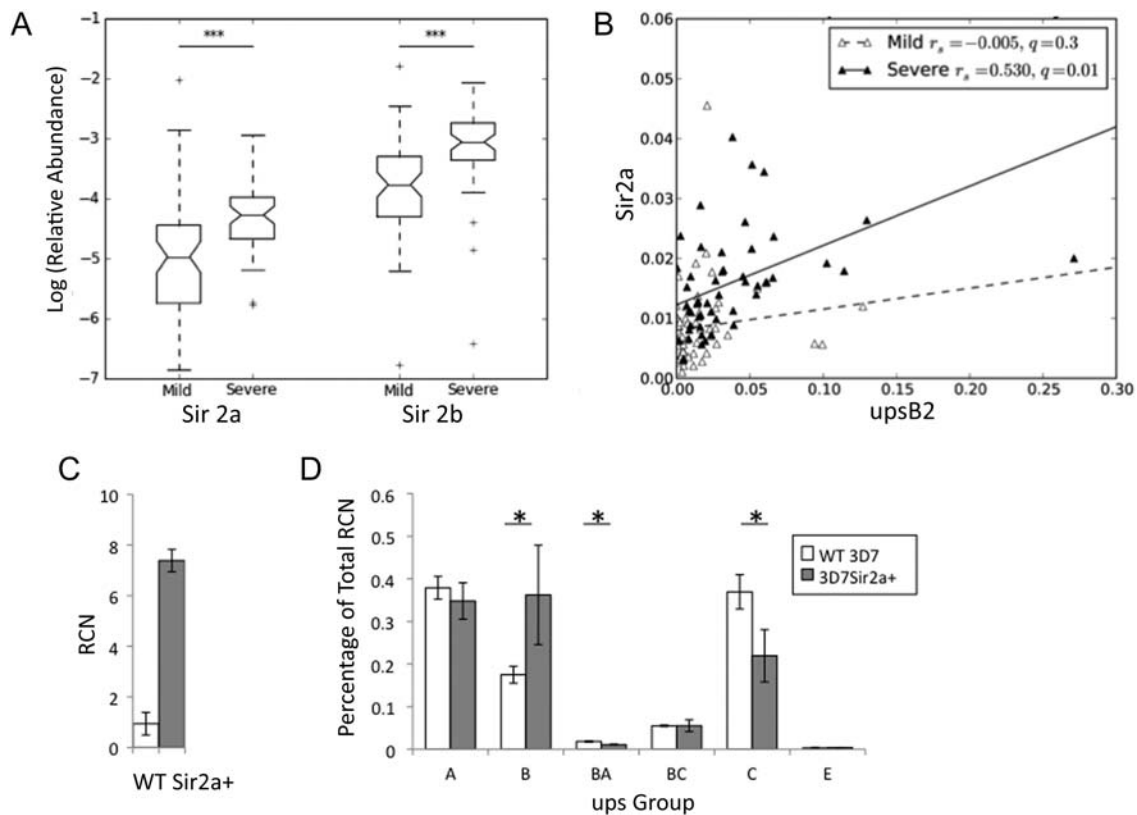 A
Log (Relative Abundance)
−1
−2
−3
−4
−5
−6
−7
***
***
Mild
Severe
Mild
Severe
Sir 2a
Sir 2b
B
Sir2a
0.06
0.05
0.04
0.03
0.02
0.01
0.00
Mild rs = −0.005, q = 0.3
Severe rs = 0.530, q = 0.01
0.00
0.05
0.10
0.15
0.20
0.25
0.30
upsB2
C
RCN
10
8
6
4
2
0
WT Sir2a+
D
Percentage of Total RCN
0.6
0.5
0.4
0.3
0.2
0.1
0
*
*
*
WT 3D7
3D7Sir2a+
A
B
BA
BC
C
E
ups Group